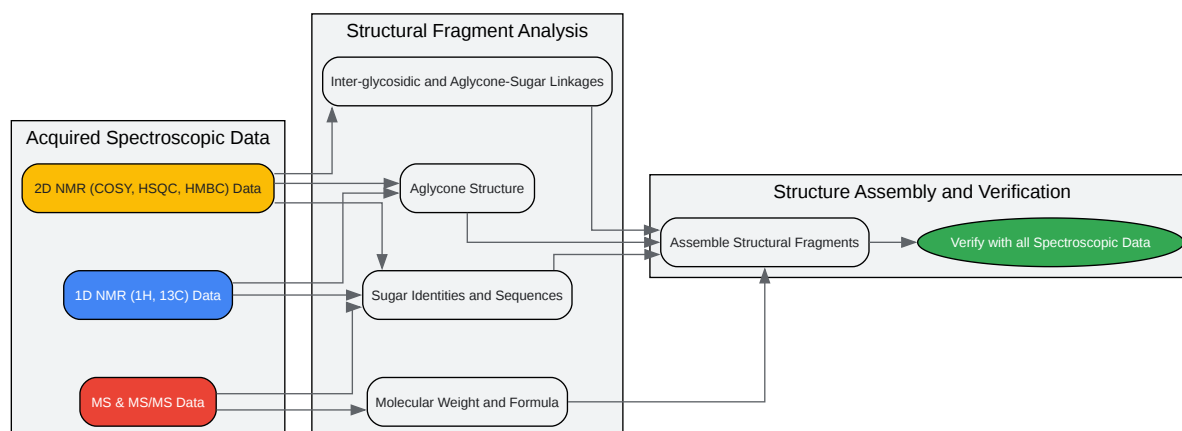 Acquired Spectroscopic Data
2D NMR (COSY, HSQC, HMBC) Data
1D NMR (1H, 13C) Data
MS & MS/MS Data
Structural Fragment Analysis
Inter-glycosidic and Aglycone-Sugar Linkages
Aglycone Structure
Sugar Identities and Sequences
Molecular Weight and Formula
Structure Assembly and Verification
Assemble Structural Fragments
Verify with all Spectroscopic Data